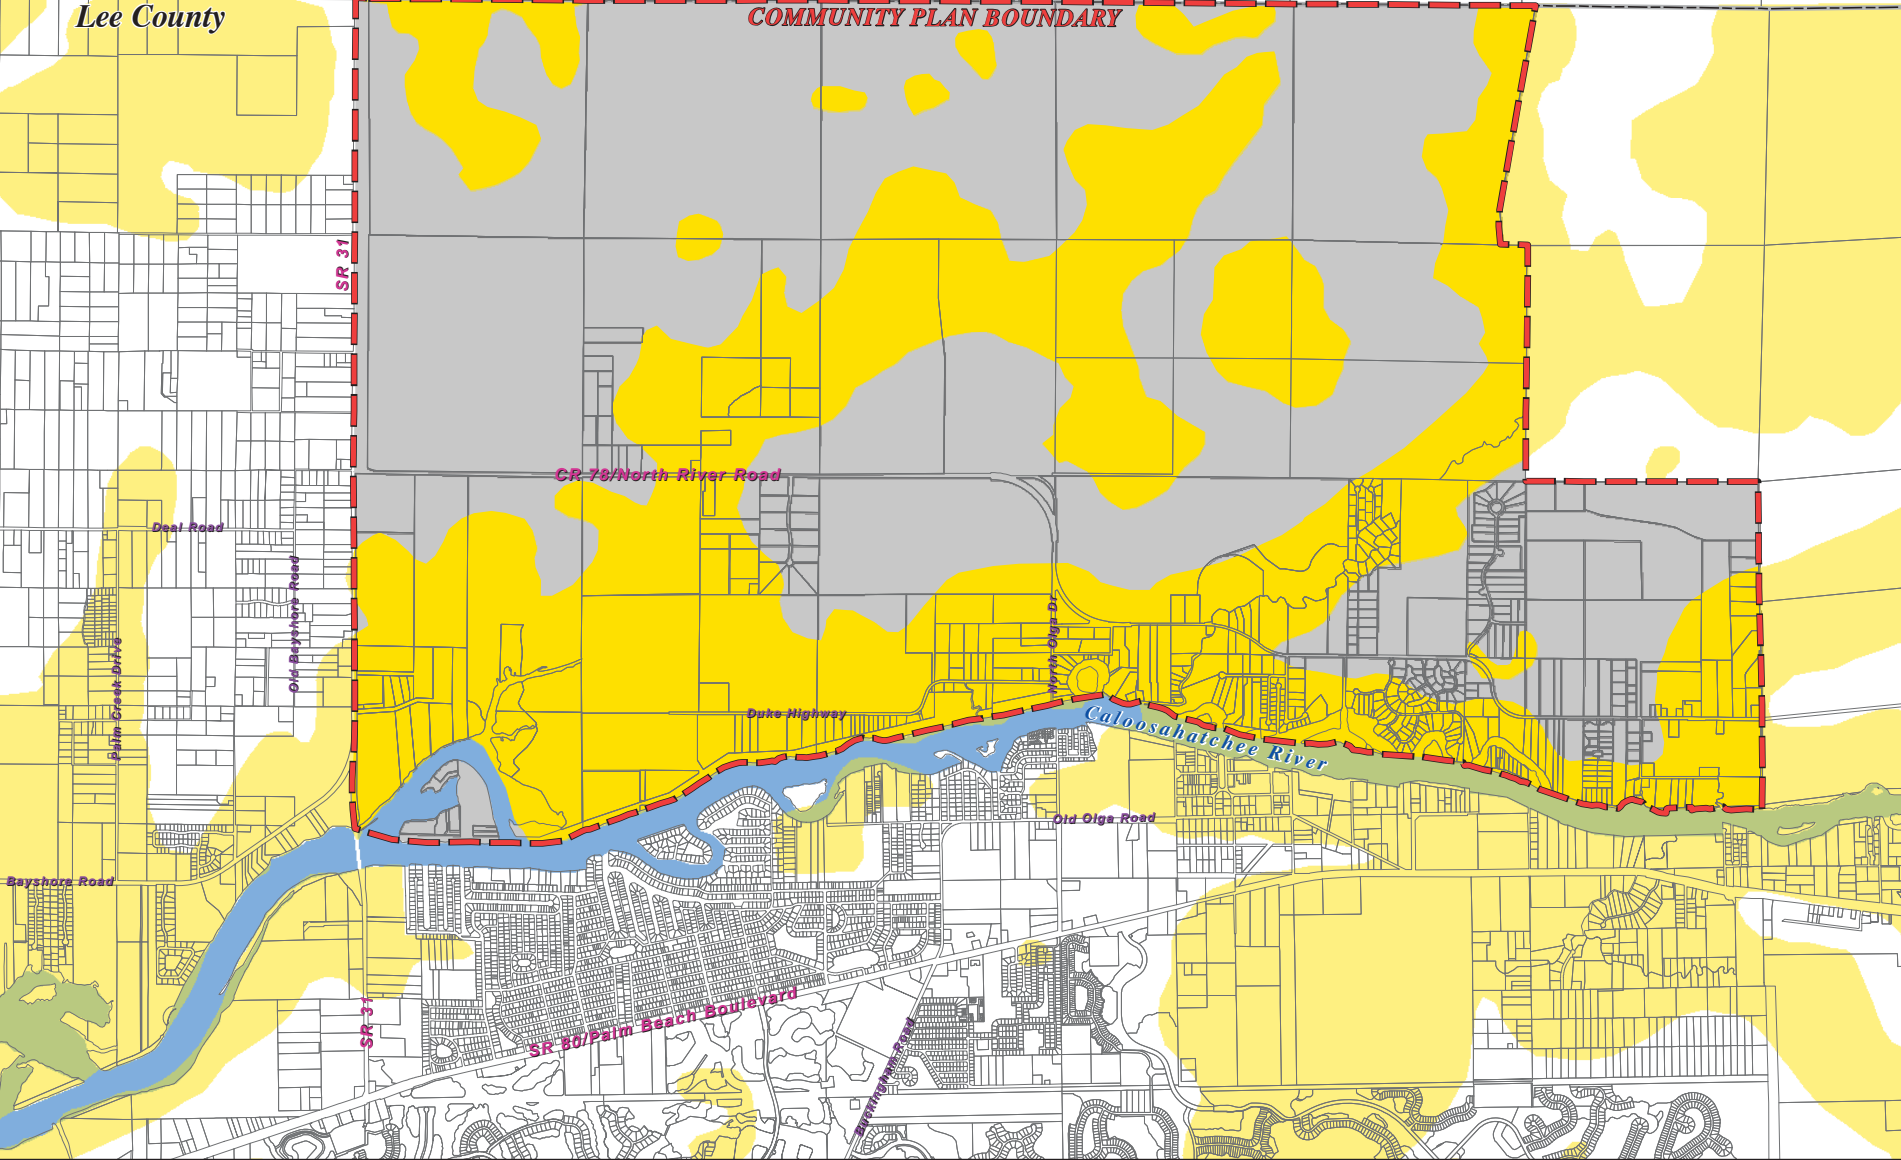 Lee County
COMMUNITY PLAN BOUNDARY
SR 31
CR 78/North River Road
Deal Road
Old Bayshore Road
Palm Creek Drive
North Olga Dr
Duke Highway
Caloosahatchee River
Old Olga Road
Bayshore Road
SR 31
SR 80/Palm Beach Boulevard
Buckingham Road